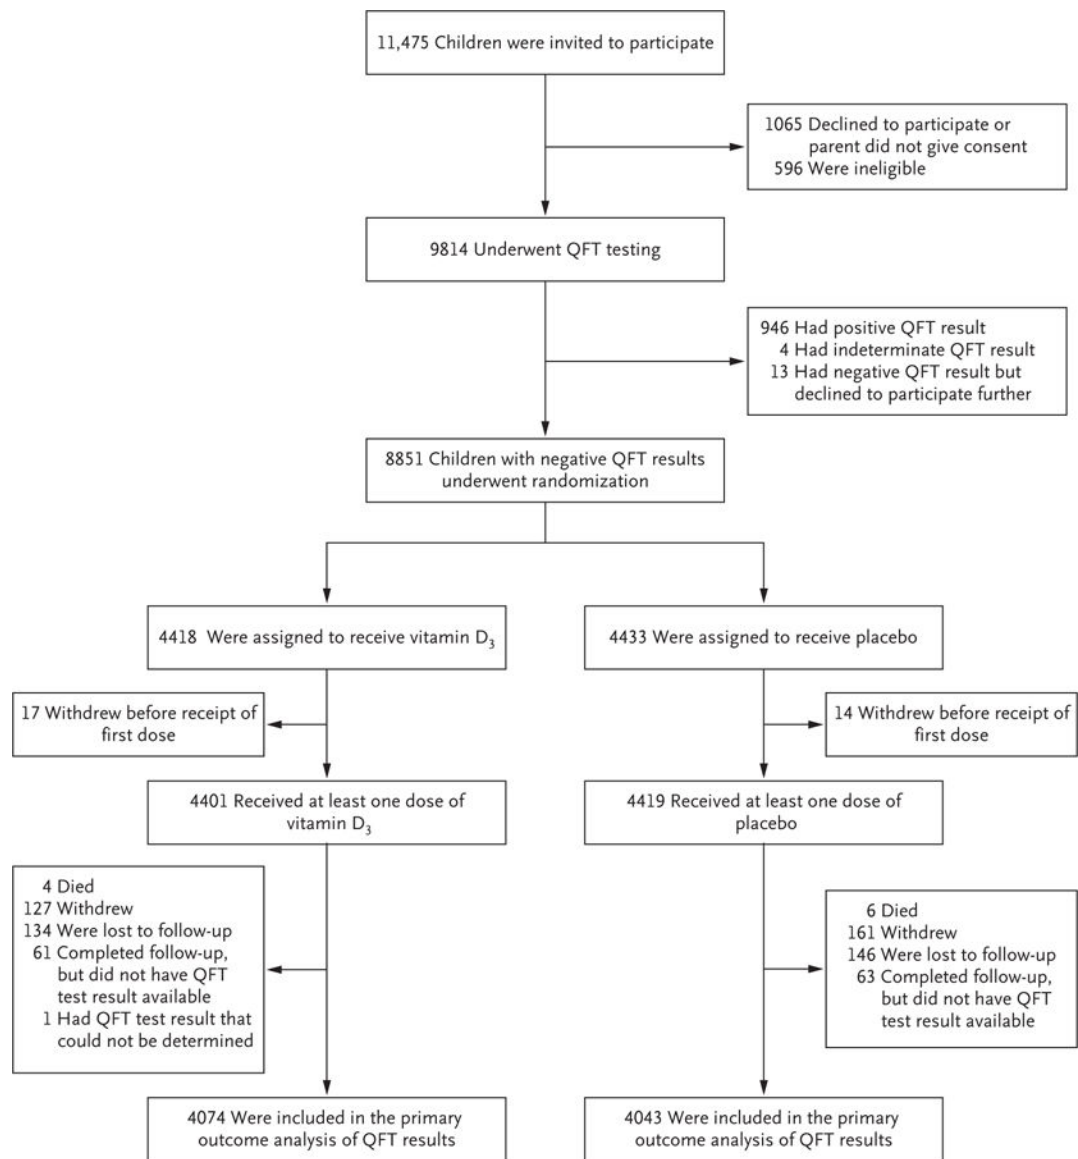 11,475 Children were invited to participate
1065 Declined to participate or
parent did not give consent
596 Were ineligible
9814 Underwent QFT testing
946 Had positive QFT result
4 Had indeterminate QFT result
13 Had negative QFT result but
declined to participate further
8851 Children with negative QFT results
underwent randomization
4418 Were assigned to receive vitamin D₃
4433 Were assigned to receive placebo
17 Withdrew before receipt of
first dose
14 Withdrew before receipt of
first dose
4401 Received at least one dose of
vitamin D₃
4419 Received at least one dose of
placebo
4 Died
127 Withdrew
134 Were lost to follow-up
61 Completed follow-up,
but did not have QFT
test result available
1 Had QFT test result that
could not be determined
6 Died
161 Withdrew
146 Were lost to follow-up
63 Completed follow-up,
but did not have QFT
test result available
4074 Were included in the primary
outcome analysis of QFT results
4043 Were included in the primary
outcome analysis of QFT results